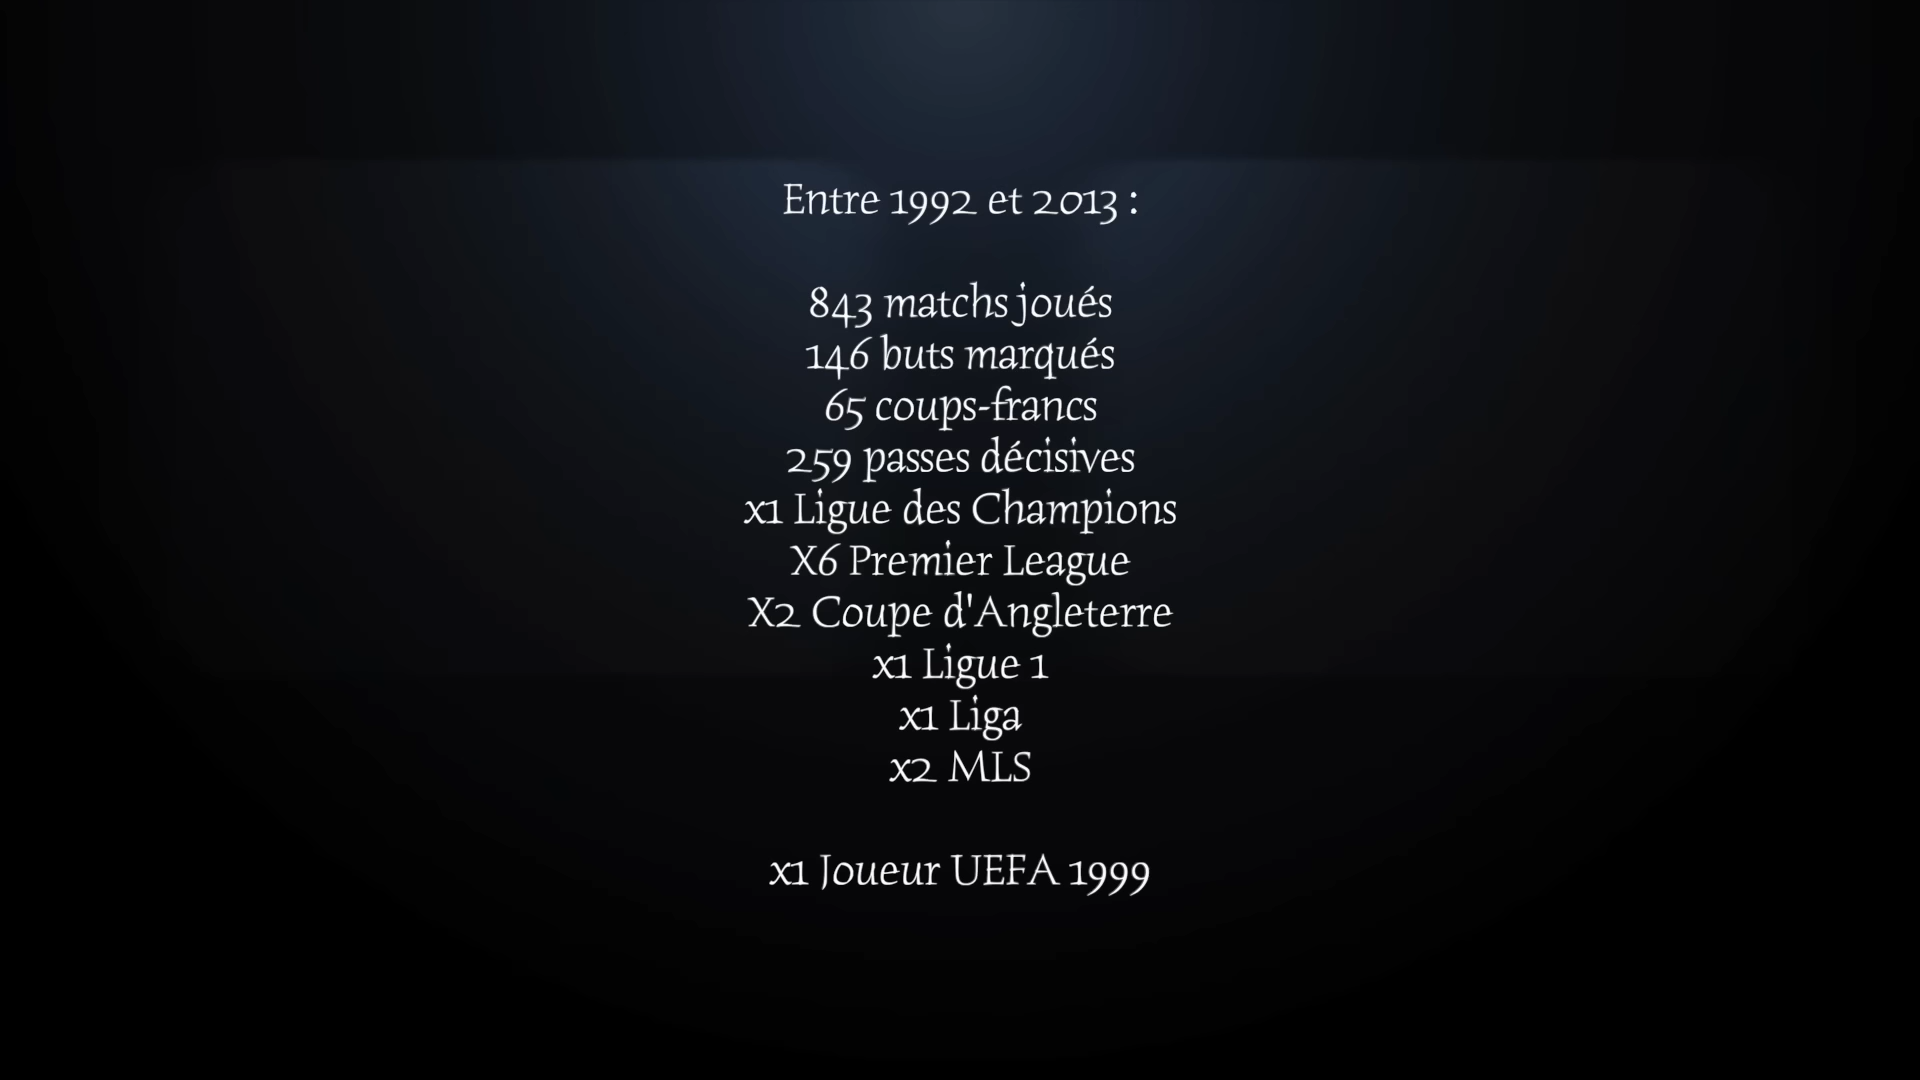 Entre 1992 et 2013 :
843 matchs joués
146 buts marqués
65 coups-francs
259 passes décisives
x1 Ligue des Champions
X6 Premier League
X2 Coupe d'Angleterre
x1 Ligue 1
x1 Liga
x2 MLS
x1 Joueur UEFA 1999